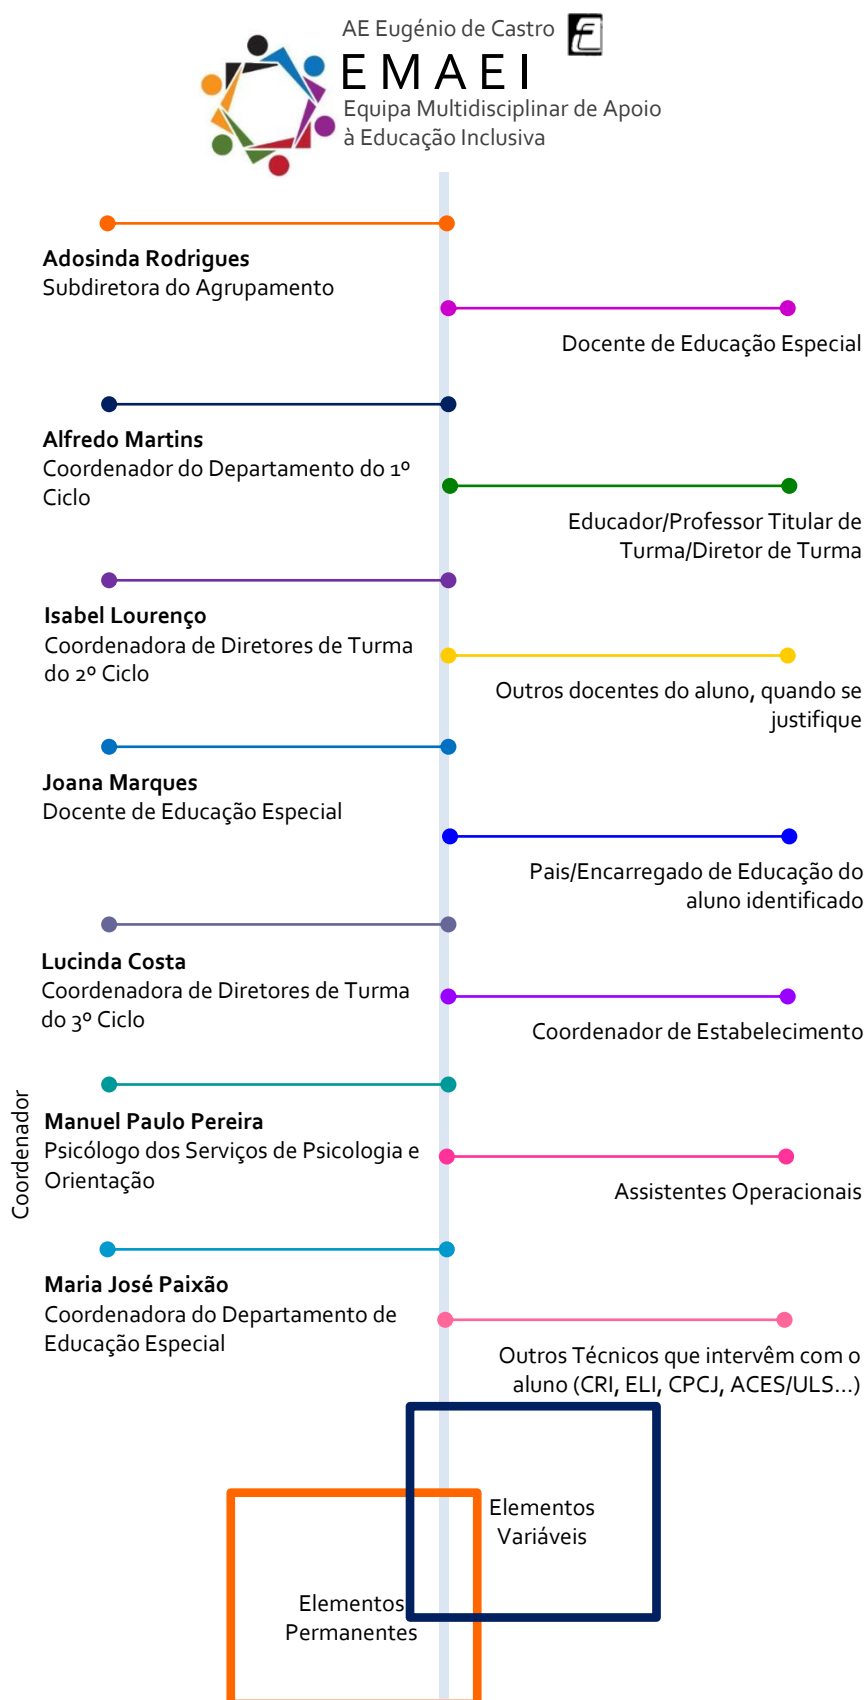 AE Eugénio de Castro
EMAEI
Equipa Multidisciplinar de Apoio
à Educação Inclusiva
Adosinda Rodrigues
Subdiretora do Agrupamento
Docente de Educação Especial
Alfredo Martins
Coordenador do Departamento do 1º
Ciclo
Educador/Professor Titular de
Turma/Diretor de Turma
Isabel Lourenço
Coordenadora de Diretores de Turma
do 2º Ciclo
Outros docentes do aluno, quando se
justifique
Joana Marques
Docente de Educação Especial
Pais/Encarregado de Educação do
aluno identificado
Lucinda Costa
Coordenadora de Diretores de Turma
do 3º Ciclo
Coordenador de Estabelecimento
Coordenador
Manuel Paulo Pereira
Psicólogo dos Serviços de Psicologia e
Orientação
Assistentes Operacionais
Maria José Paixão
Coordenadora do Departamento de
Educação Especial
Outros Técnicos que intervêm com o
aluno (CRI, ELI, CPCJ, ACES/ULS...)
Elementos
Variáveis
Elementos
Permanentes